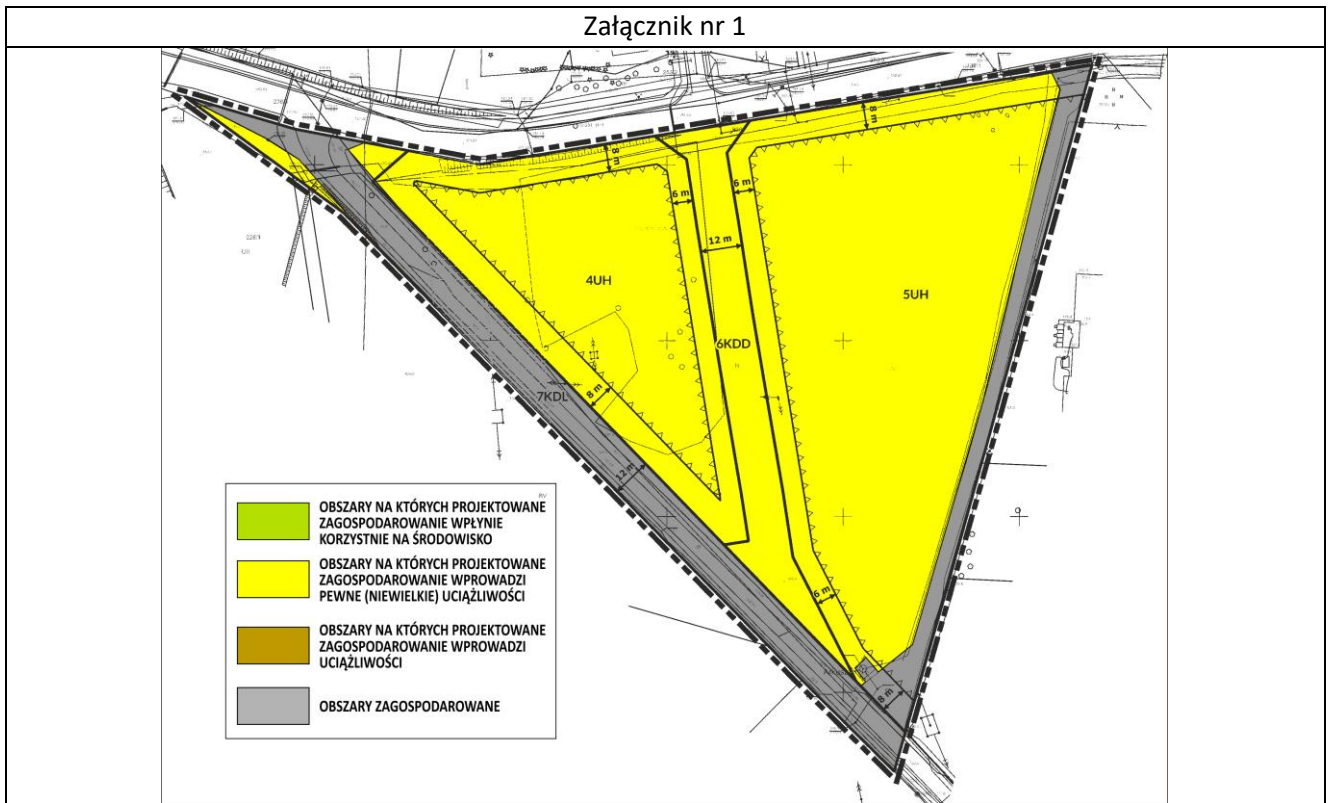 Załącznik nr 1
8 m
8 m
6 m
6 m
12 m
4UH
5UH
6KDD
N
7KDL
8 m
12 m
6 m
8 m
RV
OBSZARY NA KTÓRYCH PROJEKTOWANE
ZAGOSPODAROWANIE WPŁYNIE
KORZYSTNIE NA ŚRODOWISKO
OBSZARY NA KTÓRYCH PROJEKTOWANE
ZAGOSPODAROWANIE WPROWADZI
PEWNE (NIEWIELKIE) UCIĄŻLIWOŚCI
OBSZARY NA KTÓRYCH PROJEKTOWANE
ZAGOSPODAROWANIE WPROWADZI
UCIĄŻLIWOŚCI
OBSZARY ZAGOSPODAROWANE